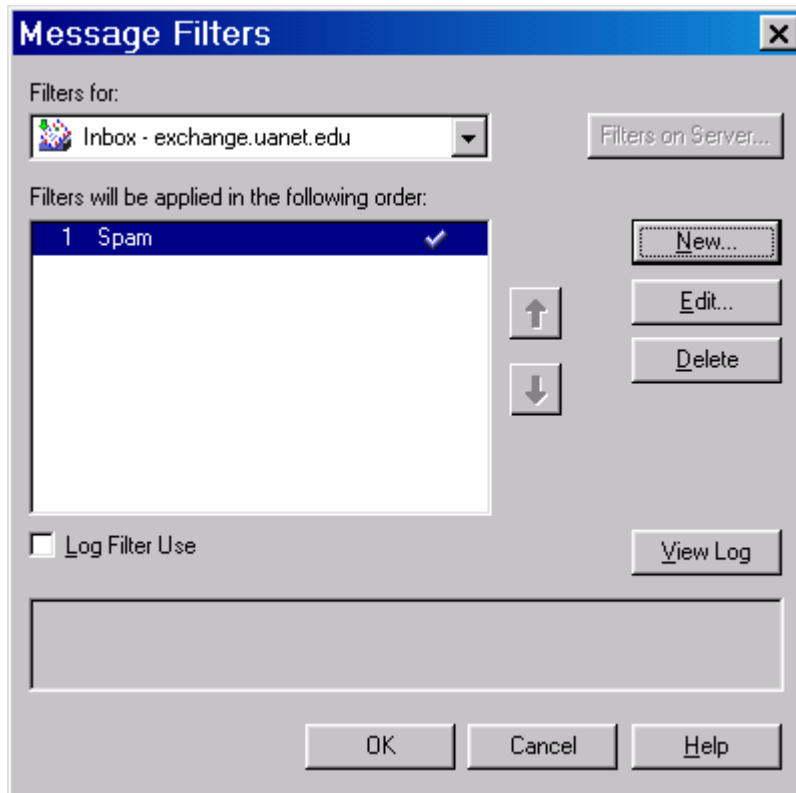 Message Filters
Filters for:
Inbox - exchange.uanet.edu
Filters on Server...
Filters will be applied in the following order:
1 Spam
New...
Edit...
Delete
Log Filter Use
View Log
OK Cancel Help